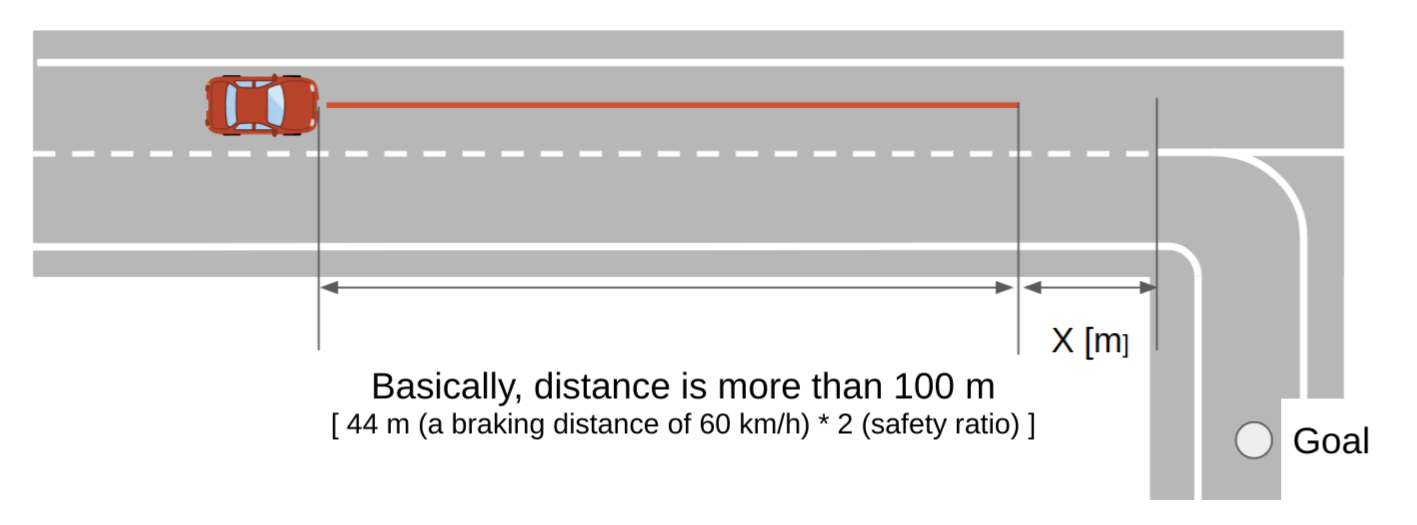 X [m]
Basically, distance is more than 100 m
[ 44 m (a braking distance of 60 km/h) * 2 (safety ratio) ]
Goal